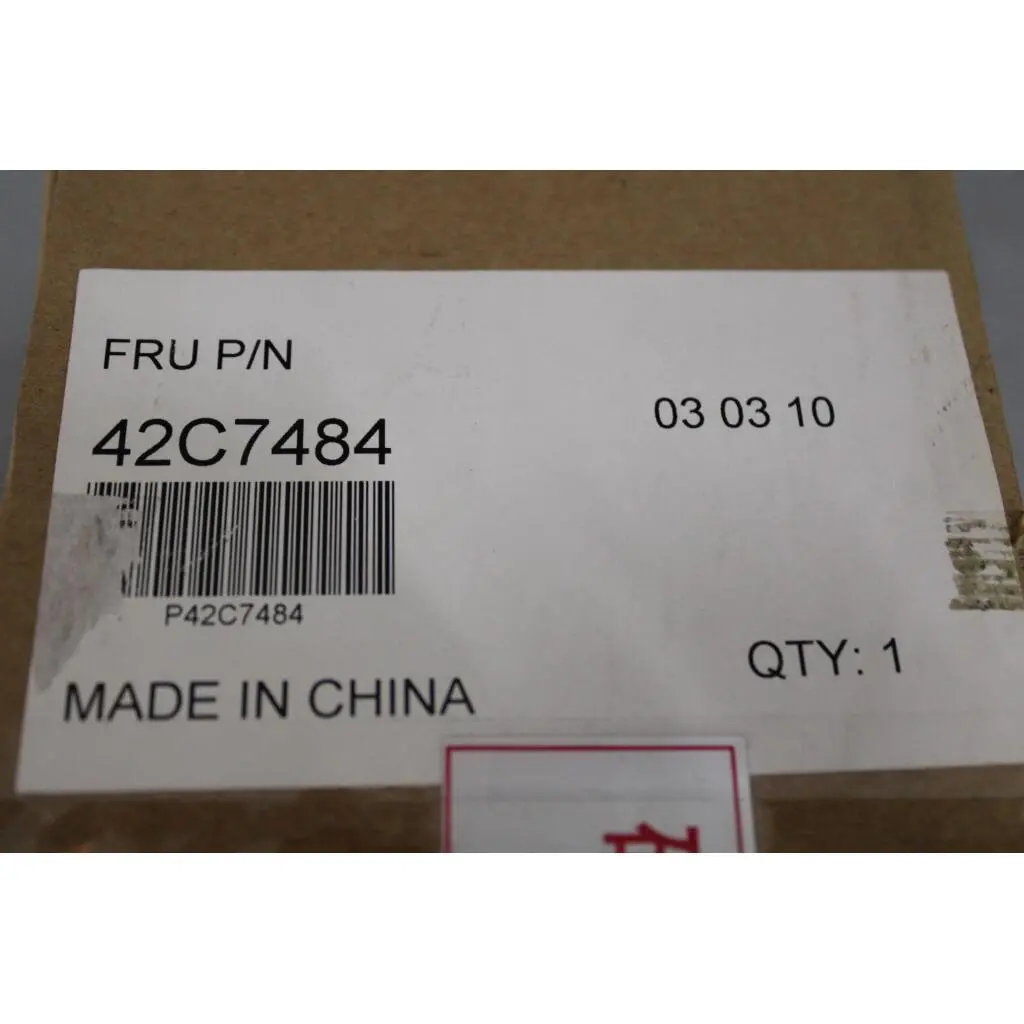 FRU P/N
42C7484
03 03 10
P42C7484
QTY: 1
MADE IN CHINA